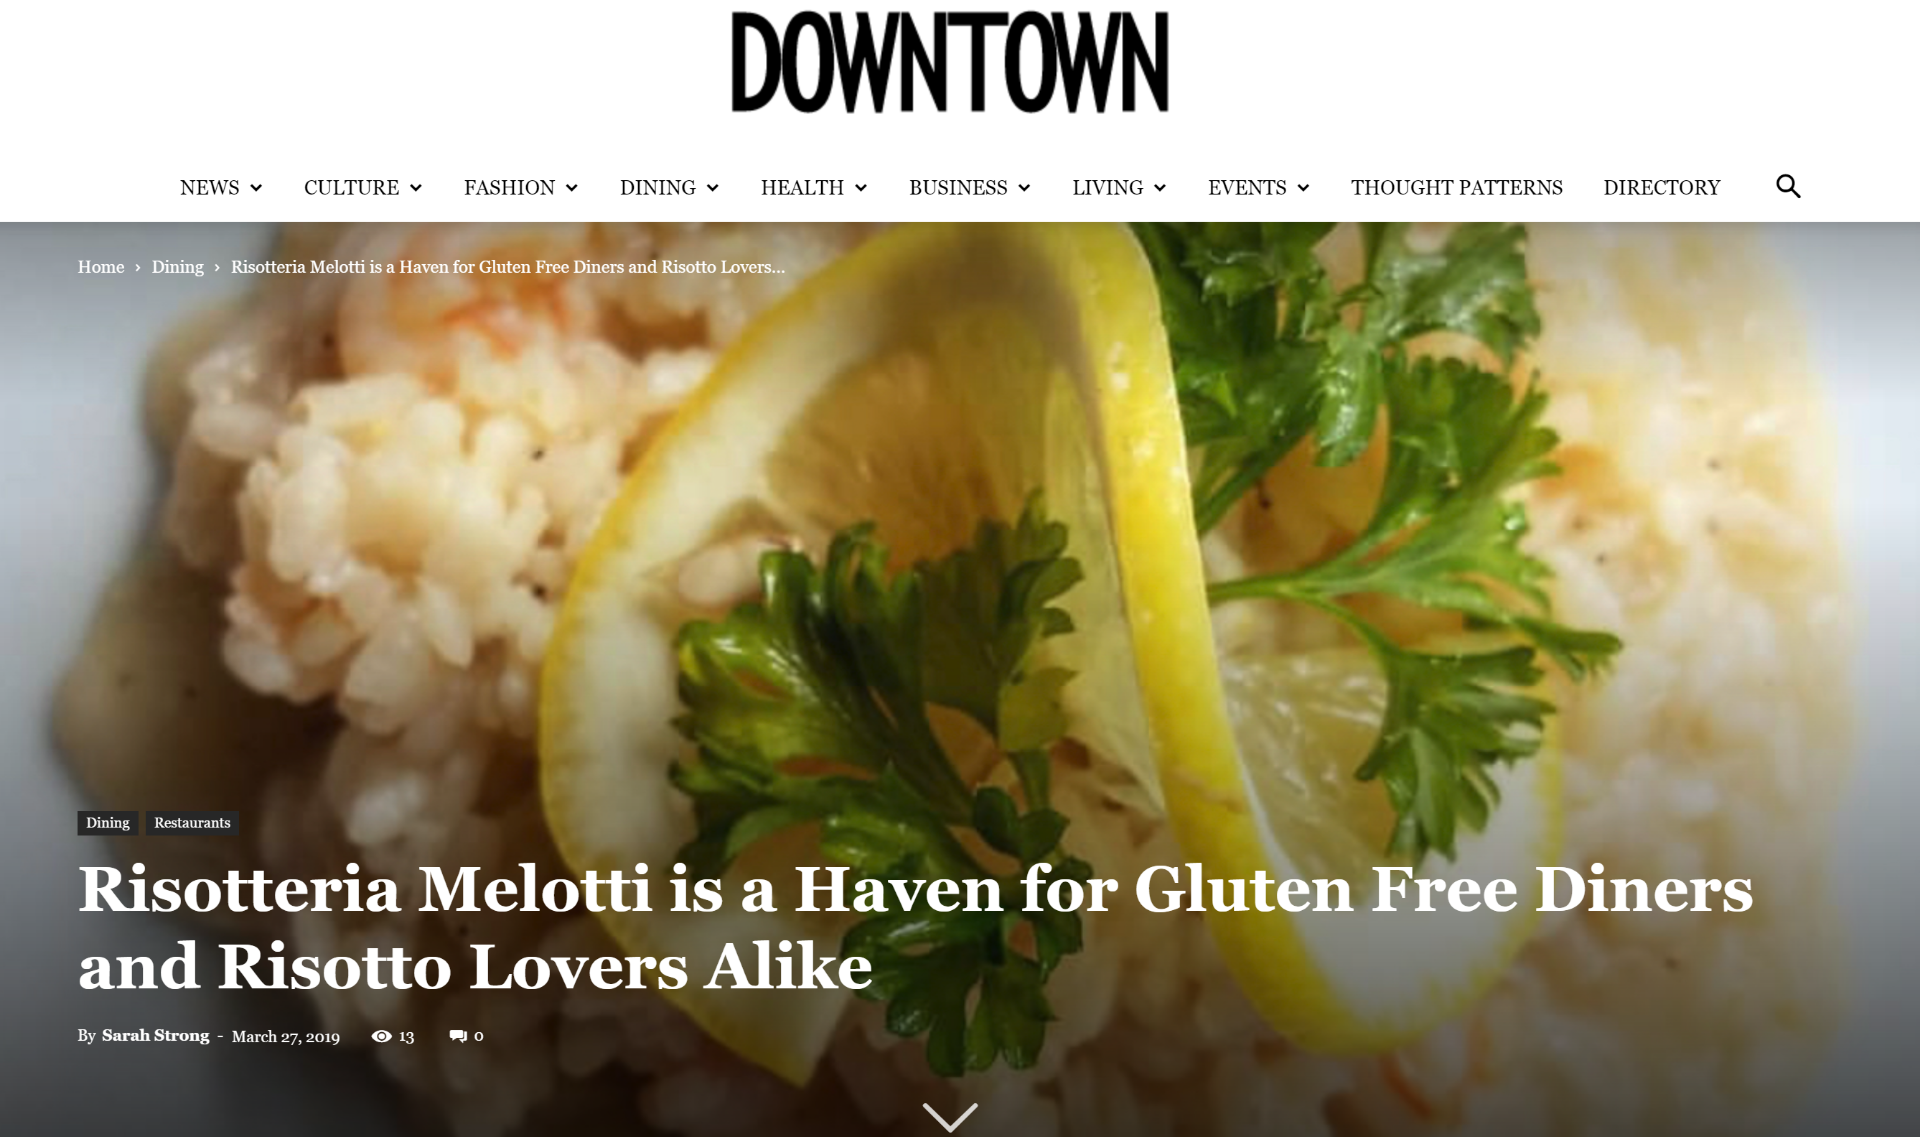 DOWNTOWN
NEWS CULTURE FASHION DINING HEALTH BUSINESS LIVING EVENTS THOUGHT PATTERNS DIRECTORY
Home › Dining › Risotteria Melotti is a Haven for Gluten Free Diners and Risotto Lovers...
Dining Restaurants
Risotteria Melotti is a Haven for Gluten Free Diners
and Risotto Lovers Alike
By Sarah Strong - March 27, 2019 13 0